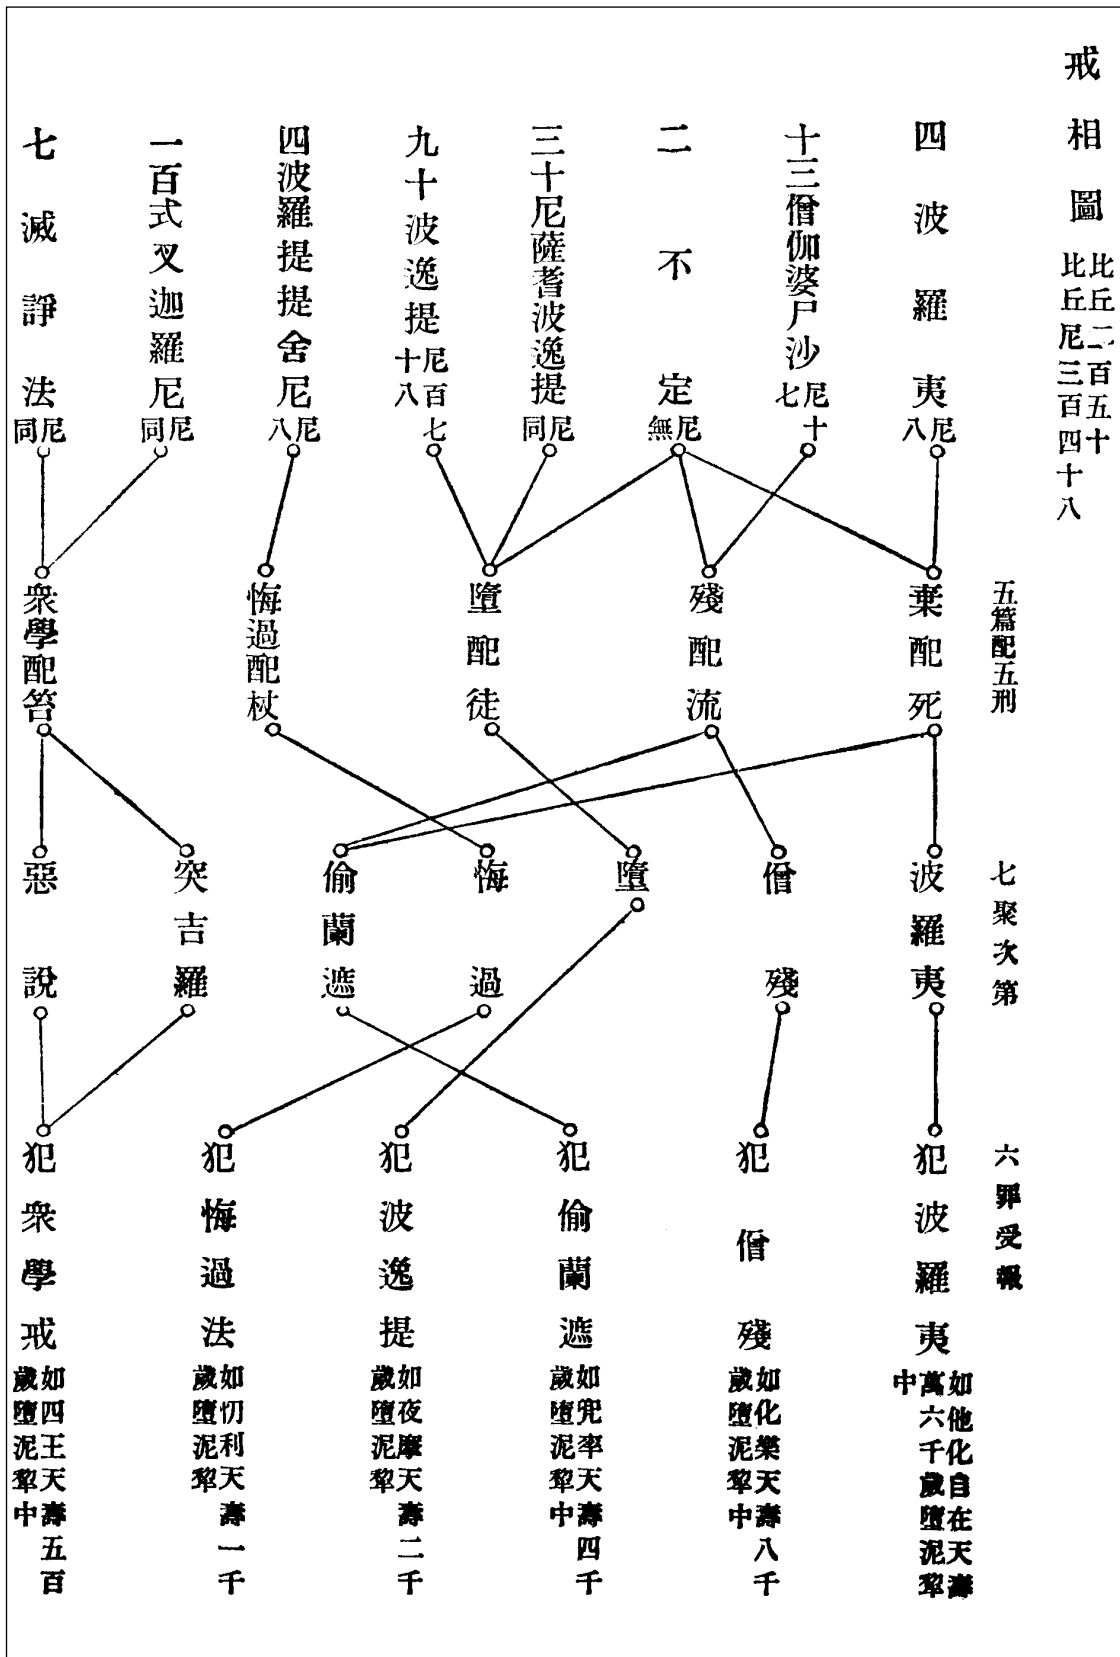 戒相圖
比丘二百五十
比丘尼三百四十八
四波羅夷
尼八
十三僧伽婆尸沙
尼十七
二不定
尼無
三十尼薩耆波逸提
尼同
九十波逸提
尼百七十八
四波羅提提舍尼
尼八
一百式叉迦羅尼
尼同
七滅諍法
尼同
五篇配五刑
棄配死
殘配流
墮配徒
悔過配杖
衆學配笞
七聚次第
波羅夷
僧殘
墮
悔過
偷蘭遮
突吉羅
惡說
六罪受報
犯波羅夷
如他化自在天壽
萬六千歲墮泥犂
中
犯僧殘
如化樂天壽八千
歲墮泥犂中
犯偷蘭遮
如兜率天壽四千
歲墮泥犂中
犯波逸提
如夜摩天壽二千
歲墮泥犂
犯悔過法
如忉利天壽一千
歲墮泥犂
犯衆學戒
如四王天壽五百
歲墮泥犂中